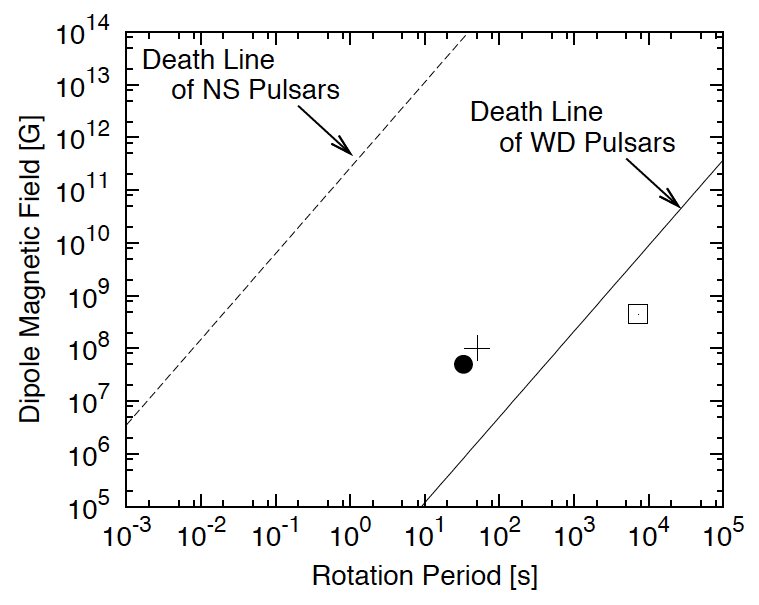 10^14
10^13
10^12
10^11
10^10
10^9
10^8
10^7
10^6
10^5
Dipole Magnetic Field [G]
Death Line
of NS Pulsars
Death Line
of WD Pulsars
10^-3 10^-2 10^-1 10^0 10^1 10^2 10^3 10^4 10^5
Rotation Period [s]